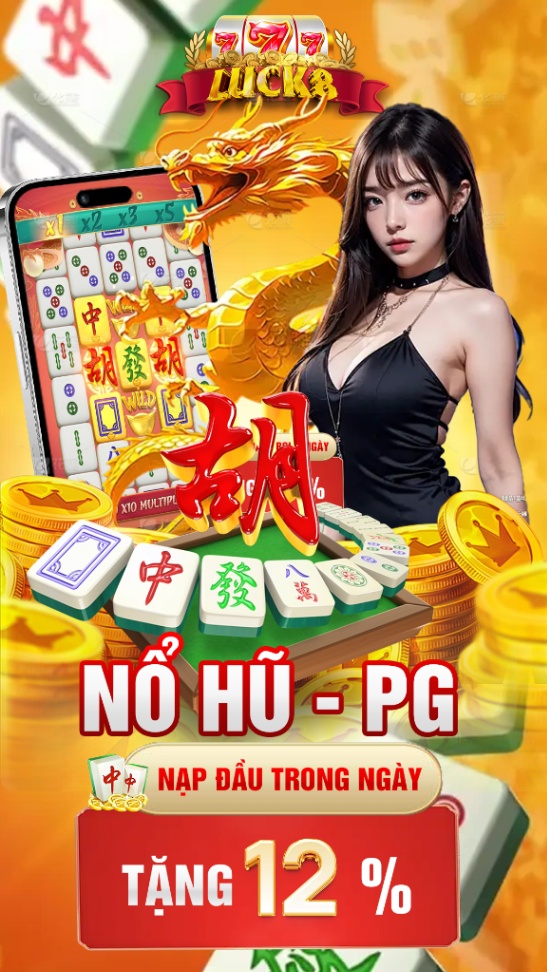 777
LUCK8
x1 x2 x3 x5
中
胡 發 胡
WILD
X10 MULTIPL
NGÀY
%
胡
中 發 八萬
NỔ HŨ - PG
中 中
NẠP ĐẦU TRONG NGÀY
TẶNG 12 %